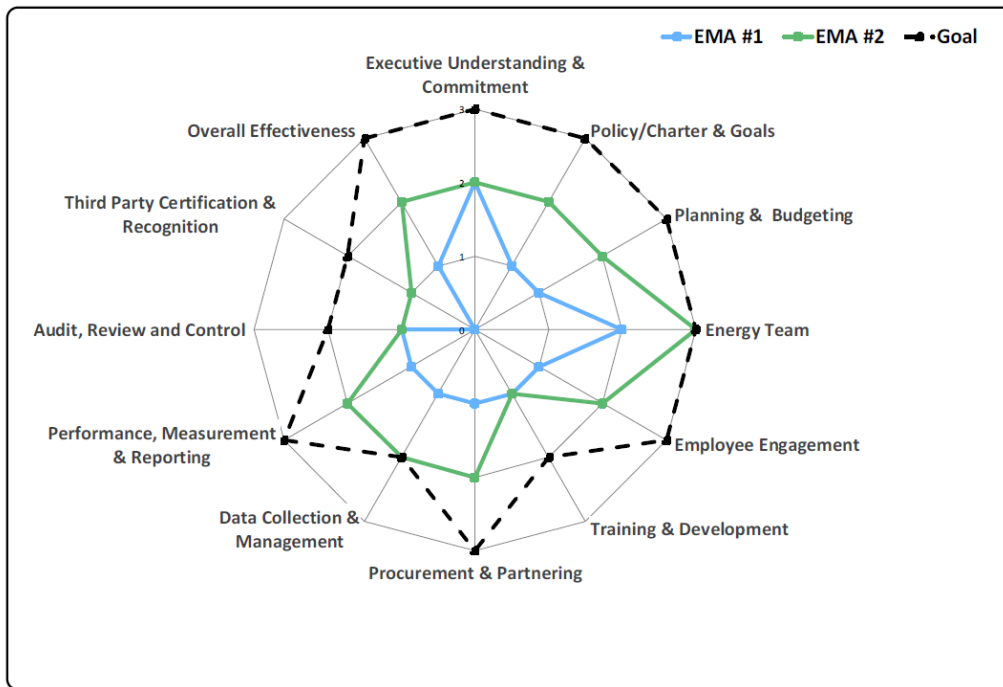 EMA #1
EMA #2
Goal
Executive Understanding &
Commitment
Overall Effectiveness
Policy/Charter & Goals
Third Party Certification &
Recognition
Planning & Budgeting
Audit, Review and Control
Energy Team
Performance, Measurement
& Reporting
Employee Engagement
Data Collection &
Management
Training & Development
Procurement & Partnering
3
2
1
0